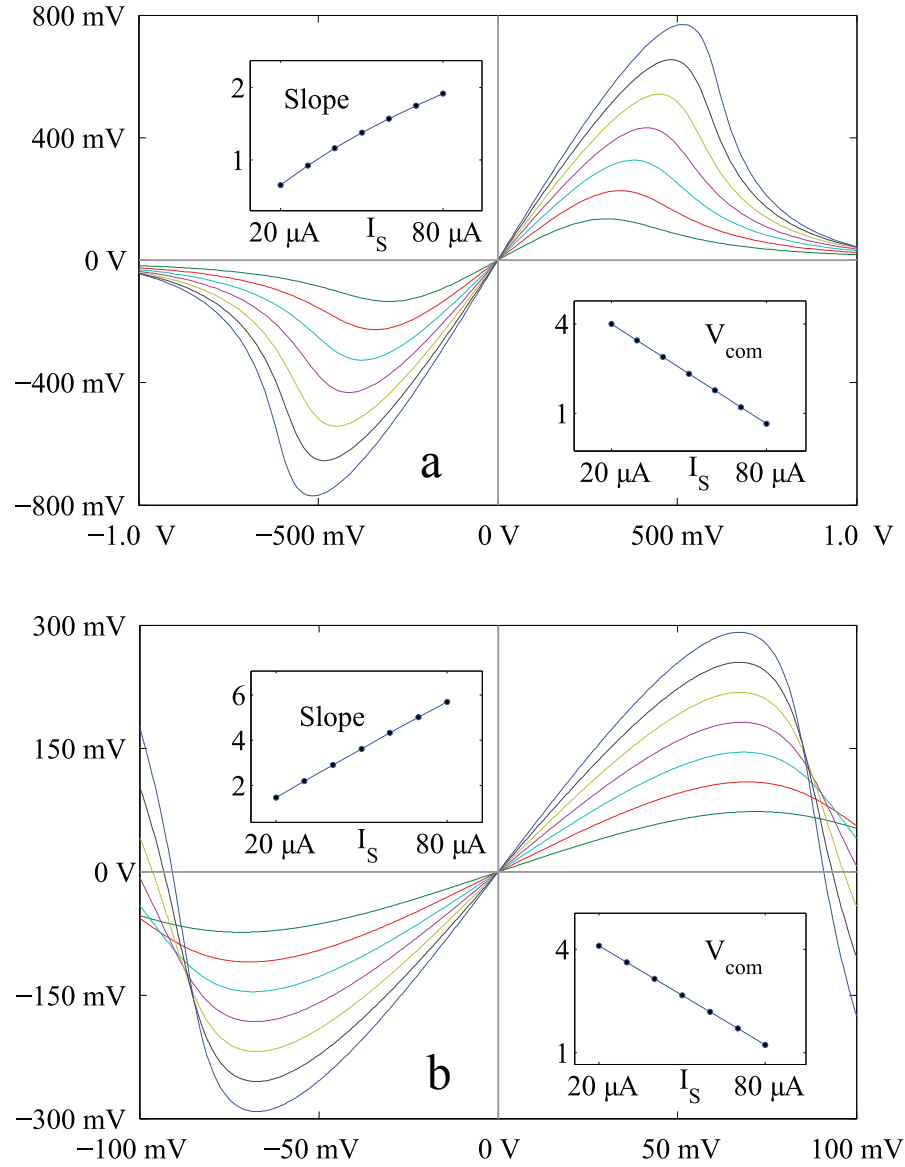 800 mV
400 mV
0 V
−400 mV
−800 mV
2
1
Slope
20 μA I_S 80 μA
4
1
V_com
20 μA I_S 80 μA
a
−1.0 V −500 mV 0 V 500 mV 1.0 V
300 mV
150 mV
0 V
−150 mV
−300 mV
6
4
2
Slope
20 μA I_S 80 μA
4
1
V_com
20 μA I_S 80 μA
b
−100 mV −50 mV 0 V 50 mV 100 mV